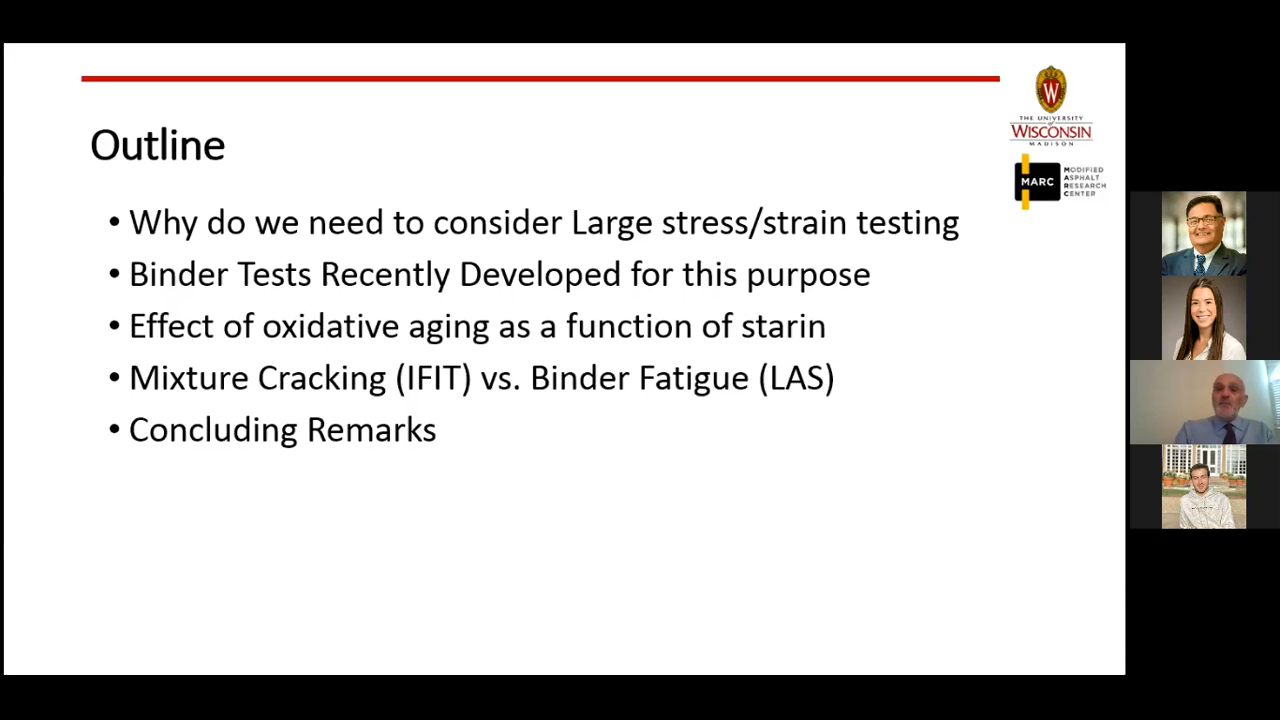 Outline
• Why do we need to consider Large stress/strain testing
• Binder Tests Recently Developed for this purpose
• Effect of oxidative aging as a function of starin
• Mixture Cracking (IFIT) vs. Binder Fatigue (LAS)
• Concluding Remarks
W
THE UNIVERSITY
of
WISCONSIN
MADISON
MARC
MODIFIED
ASPHALT
RESEARCH
CENTER